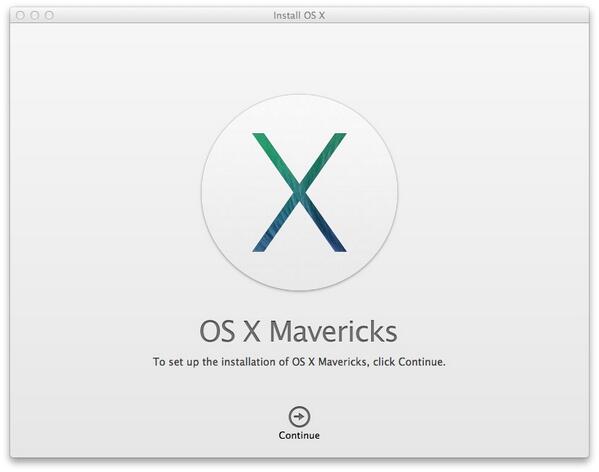 Install OS X
X
OS X Mavericks
To set up the installation of OS X Mavericks, click Continue.
Continue